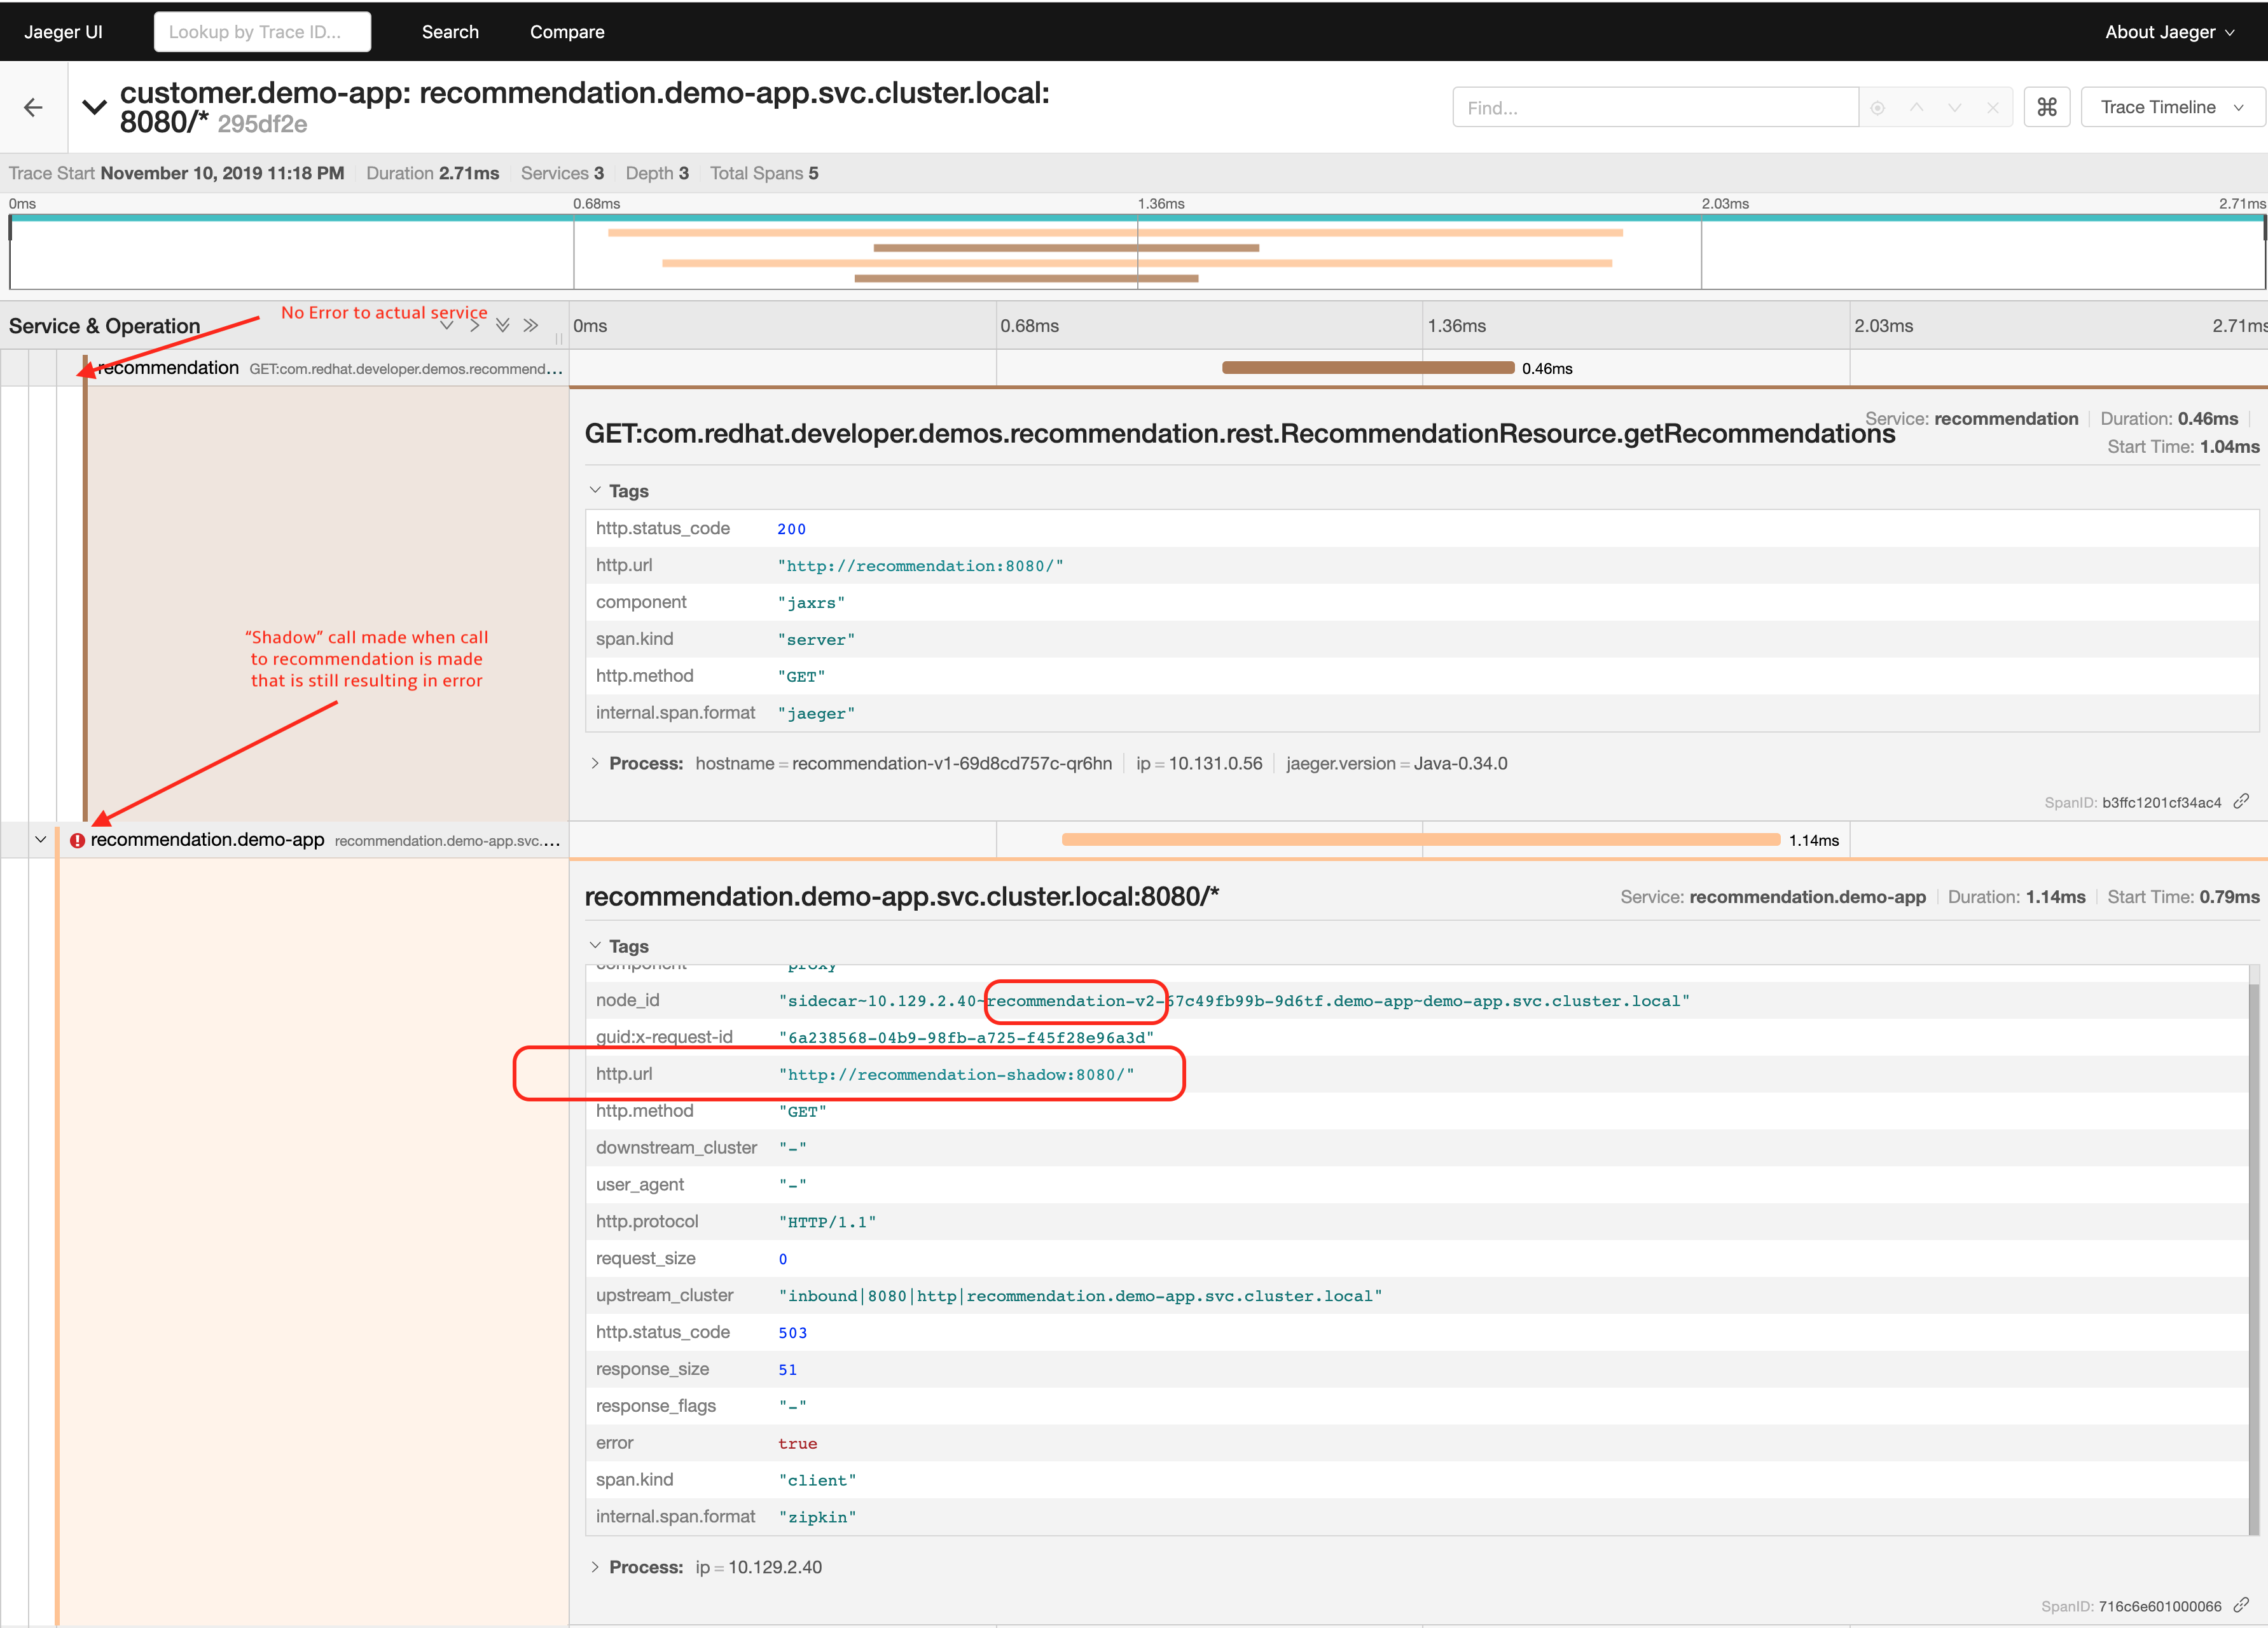 Jaeger UI Lookup by Trace ID... Search Compare About Jaeger
customer.demo-app: recommendation.demo-app.svc.cluster.local:
8080/* 295df2e
Find...
⌘
Trace Timeline
Trace Start November 10, 2019 11:18 PM Duration 2.71ms Services 3 Depth 3 Total Spans 5
0ms 0.68ms 1.36ms 2.03ms 2.71ms
No Error to actual service
Service & Operation 0ms 0.68ms 1.36ms 2.03ms 2.71ms
recommendation GET:com.redhat.developer.demos.recommend... 0.46ms
GET:com.redhat.developer.demos.recommendation.rest.RecommendationResource.getRecommendations
Service: recommendation Duration: 0.46ms
Start Time: 1.04ms
Tags
http.status_code 200
http.url "http://recommendation:8080/"
component "jaxrs"
span.kind "server"
http.method "GET"
internal.span.format "jaeger"
Process: hostname = recommendation-v1-69d8cd757c-qr6hn ip = 10.131.0.56 jaeger.version = Java-0.34.0
SpanID: b3ffc1201cf34ac4
“Shadow” call made when call
to recommendation is made
that is still resulting in error
recommendation.demo-app recommendation.demo-app.svc.... 1.14ms
recommendation.demo-app.svc.cluster.local:8080/* Service: recommendation.demo-app Duration: 1.14ms Start Time: 0.79ms
Tags
component "proxy"
node_id "sidecar~10.129.2.40~recommendation-v2-67c49fb99b-9d6tf.demo-app~demo-app.svc.cluster.local"
guid:x-request-id "6a238568-04b9-98fb-a725-f45f28e96a3d"
http.url "http://recommendation-shadow:8080/"
http.method "GET"
downstream_cluster "-"
user_agent "-"
http.protocol "HTTP/1.1"
request_size 0
upstream_cluster "inbound|8080|http|recommendation.demo-app.svc.cluster.local"
http.status_code 503
response_size 51
response_flags "-"
error true
span.kind "client"
internal.span.format "zipkin"
Process: ip = 10.129.2.40
SpanID: 716c6e601000066